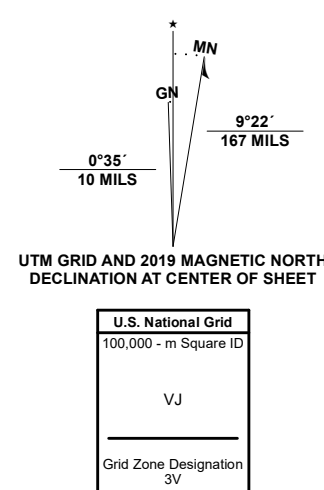 ★
MN
GN
9°22´
167 MILS
0°35´
10 MILS
UTM GRID AND 2019 MAGNETIC NORTH
DECLINATION AT CENTER OF SHEET
U.S. National Grid
100,000 - m Square ID
VJ
Grid Zone Designation
3V